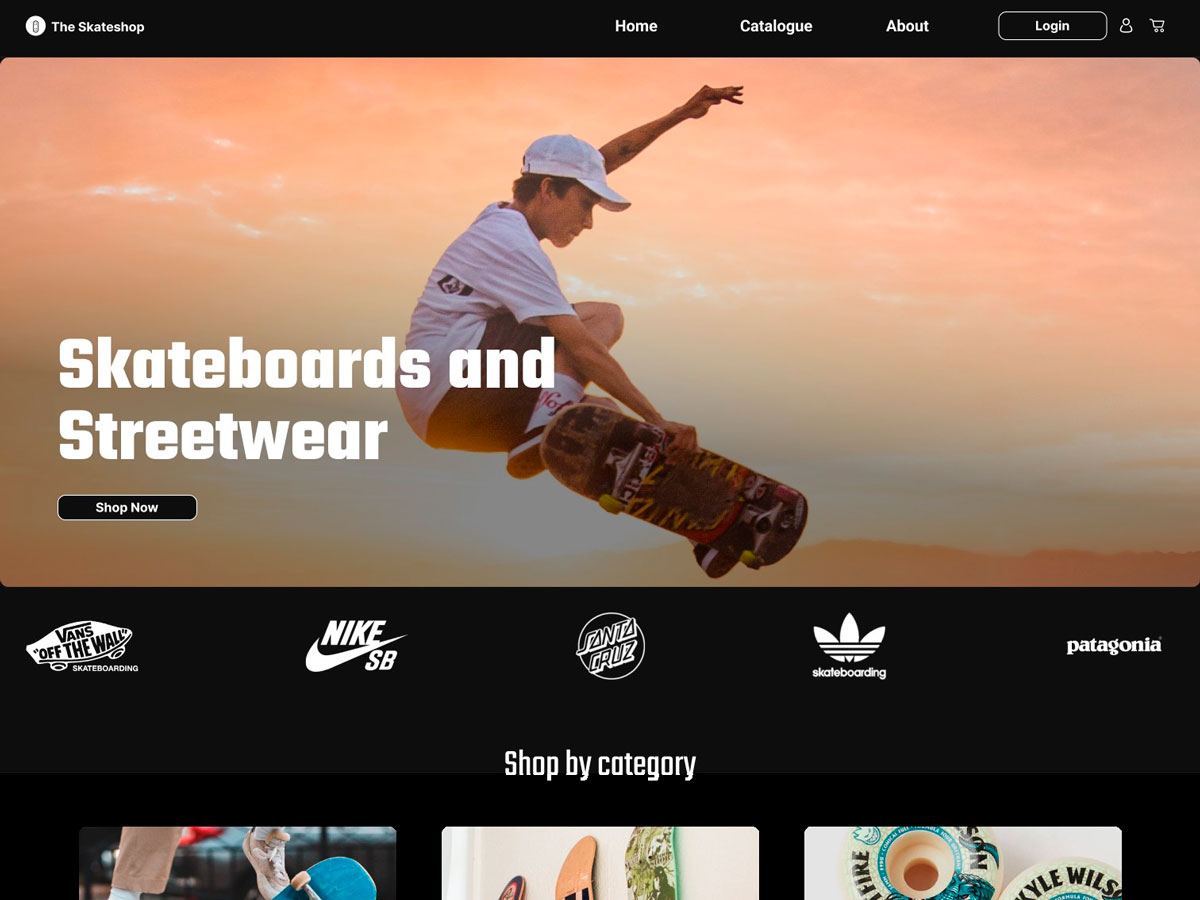 The Skateshop
Home
Catalogue
About
Login
Skateboards and
Streetwear
Shop Now
VANS
"OFF THE WALL"
SKATEBOARDING
NIKE
SB
SANTA
CRUZ
skateboarding
patagonia
Shop by category
KYLE WILS